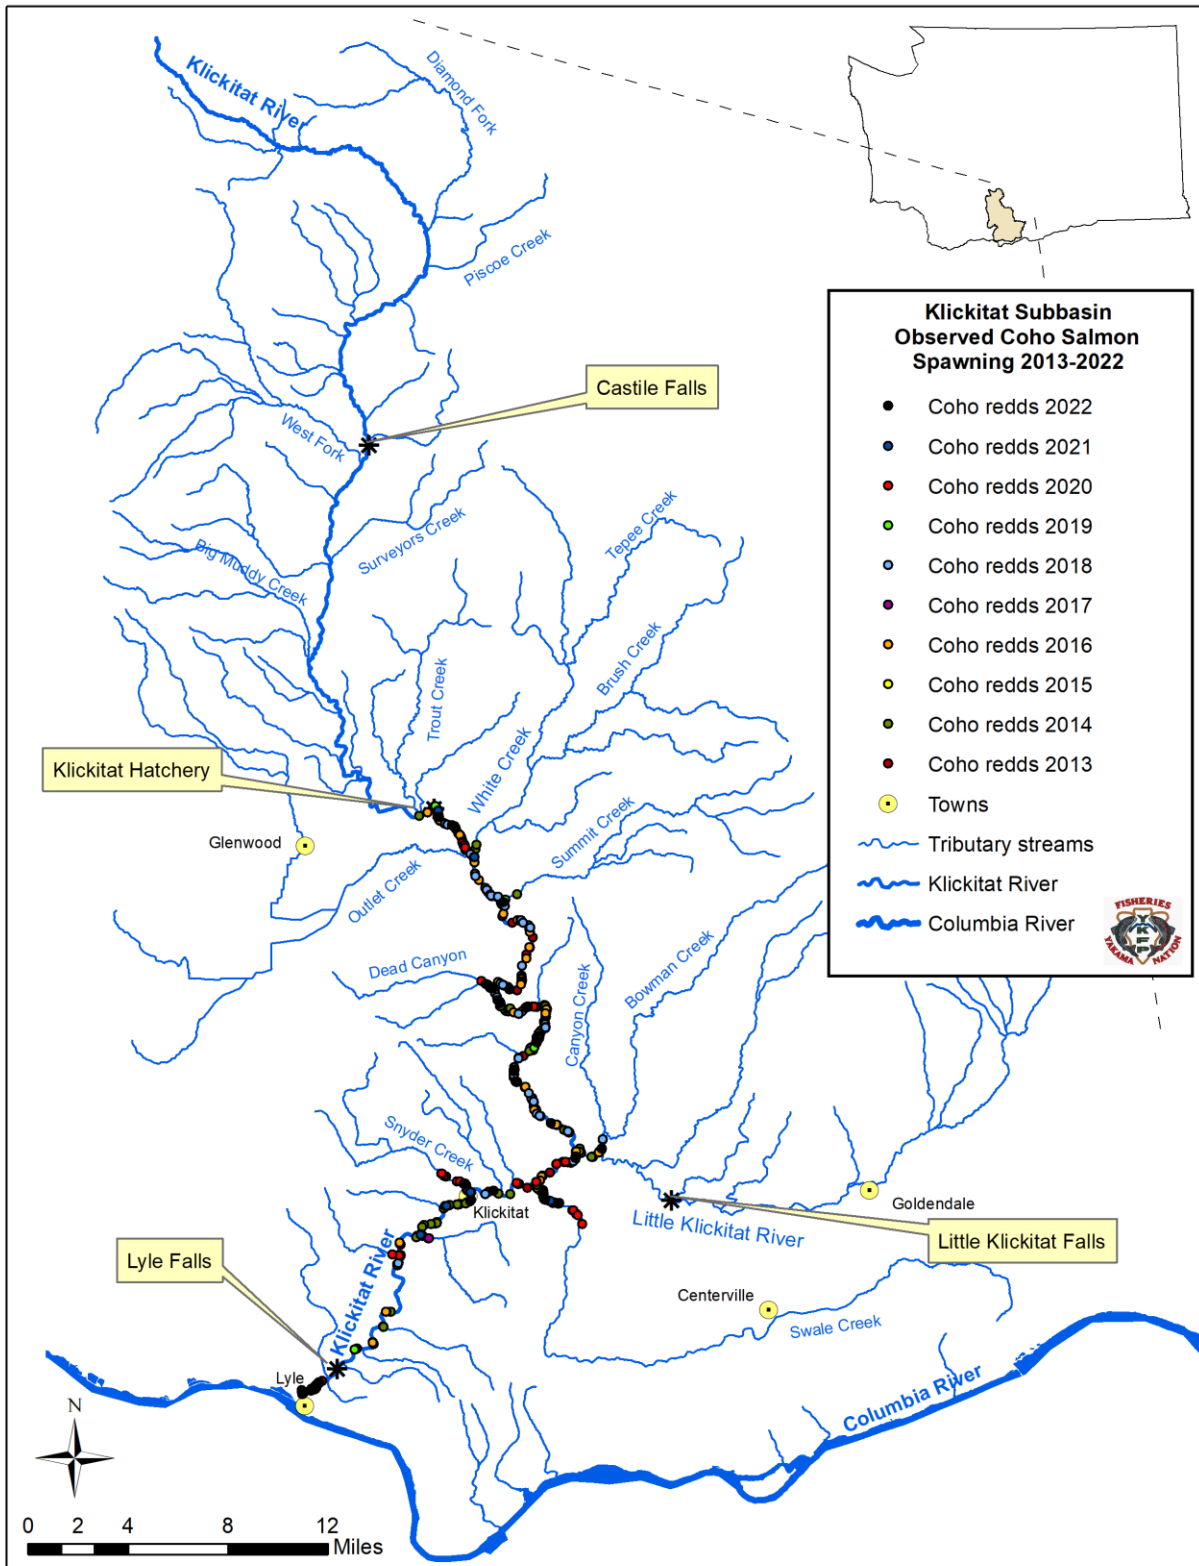 Klickitat River
Diamond Fork
Piscoe Creek
Klickitat Subbasin
Observed Coho Salmon
Spawning 2013-2022
Coho redds 2022
Coho redds 2021
Coho redds 2020
Coho redds 2019
Coho redds 2018
Coho redds 2017
Coho redds 2016
Coho redds 2015
Coho redds 2014
Coho redds 2013
Towns
Tributary streams
Klickitat River
Columbia River
FISHERIES
YKFP
YAKAMA NATION
Castile Falls
West Fork
Surveyors Creek
Tepee Creek
Big Muddy Creek
Brush Creek
Trout Creek
Klickitat Hatchery
White Creek
Glenwood
Summit Creek
Outlet Creek
Dead Canyon
Canyon Creek
Bowman Creek
Snyder Creek
Klickitat
Goldendale
Little Klickitat River
Little Klickitat Falls
Lyle Falls
Klickitat River
Centerville
Swale Creek
Lyle
Columbia River
N
0 2 4 8 12
Miles